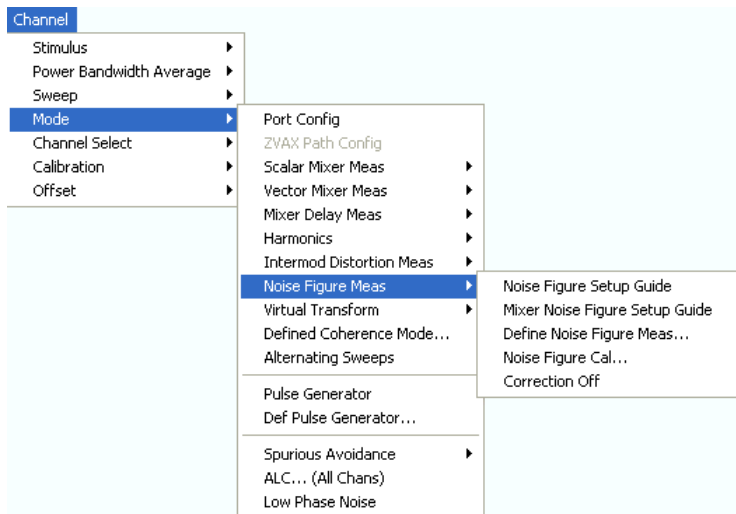 Channel
Stimulus
Power Bandwidth Average
Sweep
Mode
Channel Select
Calibration
Offset
Port Config
ZVAX Path Config
Scalar Mixer Meas
Vector Mixer Meas
Mixer Delay Meas
Harmonics
Intermod Distortion Meas
Noise Figure Meas
Virtual Transform
Defined Coherence Mode...
Alternating Sweeps
Pulse Generator
Def Pulse Generator...
Spurious Avoidance
ALC... (All Chans)
Low Phase Noise
Noise Figure Setup Guide
Mixer Noise Figure Setup Guide
Define Noise Figure Meas...
Noise Figure Cal...
Correction Off